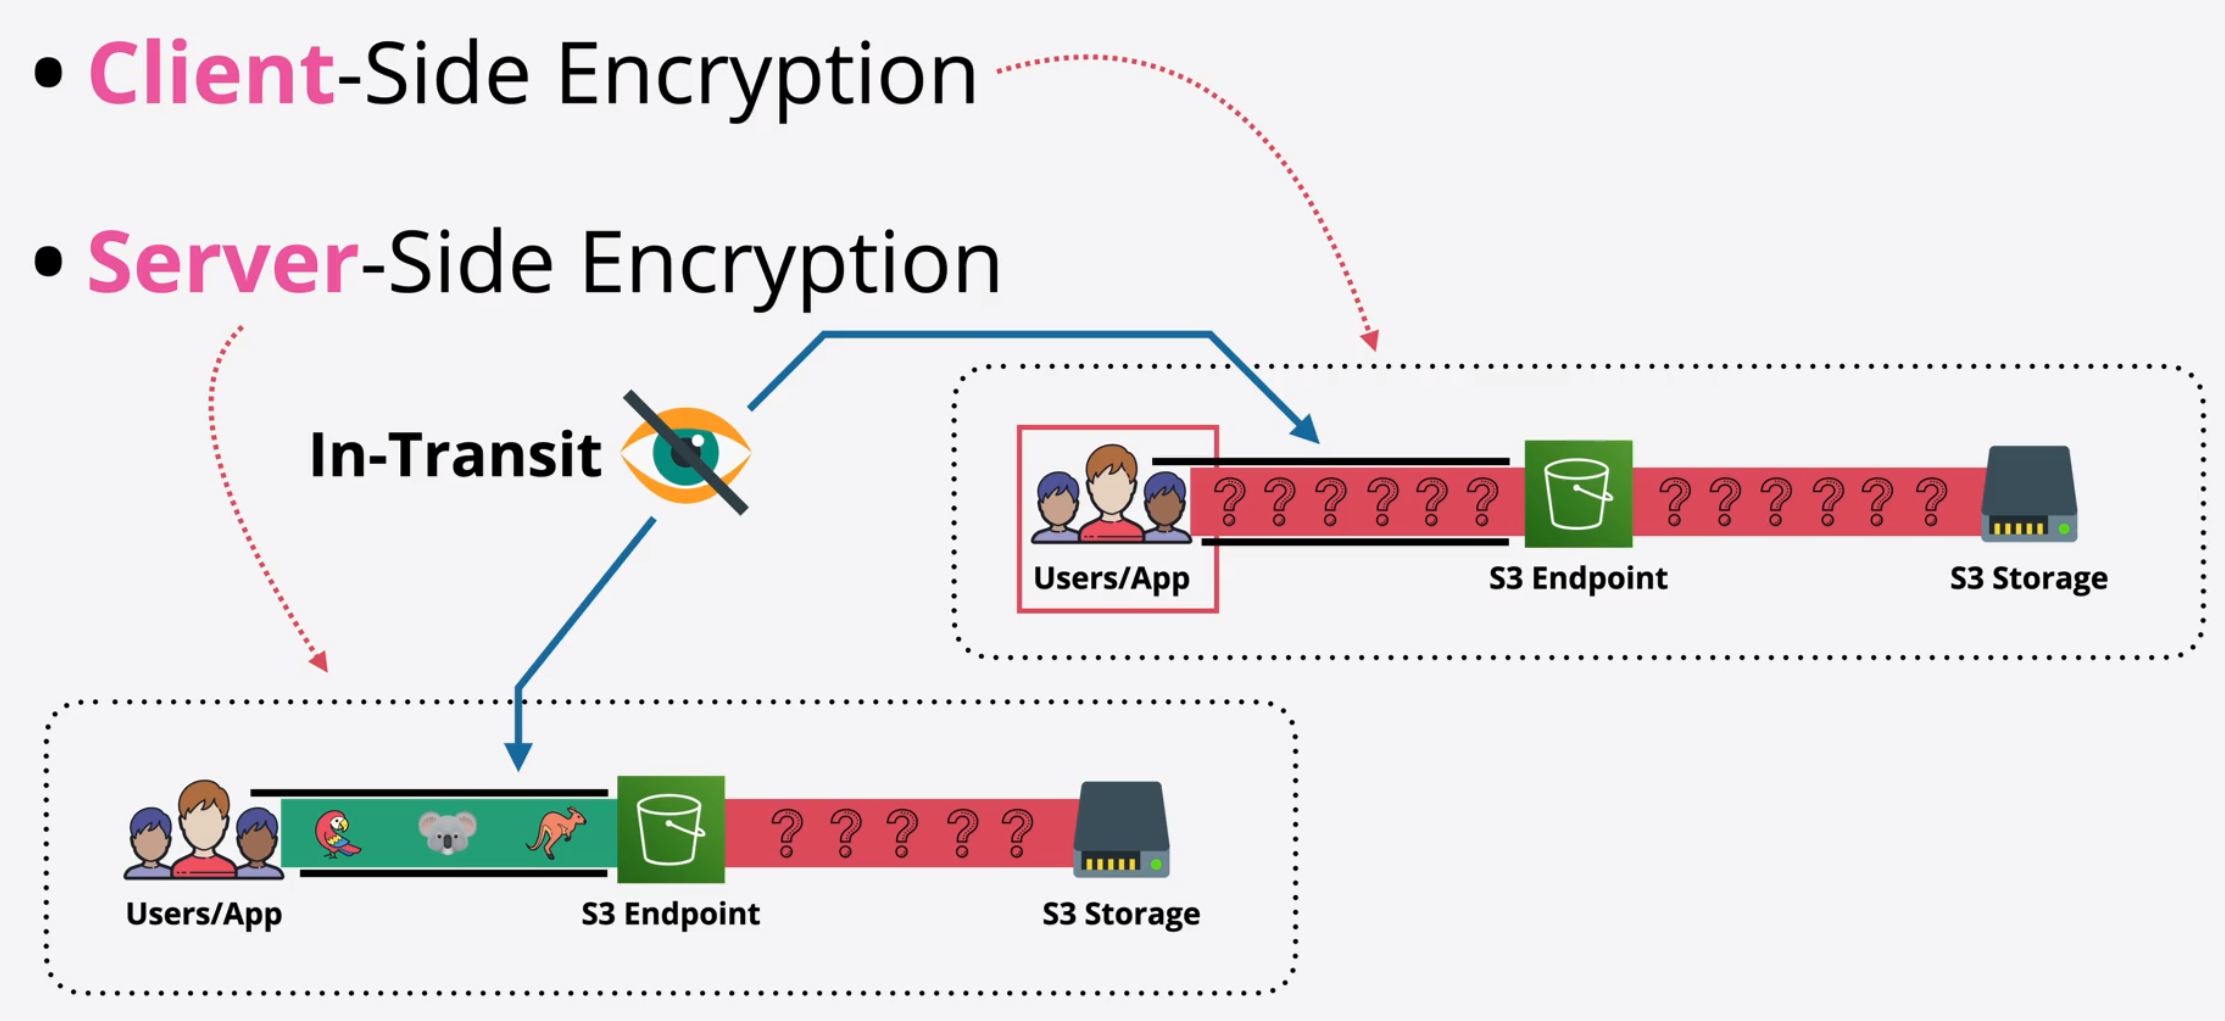 • Client-Side Encryption
• Server-Side Encryption
In-Transit
? ? ? ? ? ? ? ? ? ? ? ?
Users/App S3 Endpoint S3 Storage
? ? ? ? ?
Users/App S3 Endpoint S3 Storage